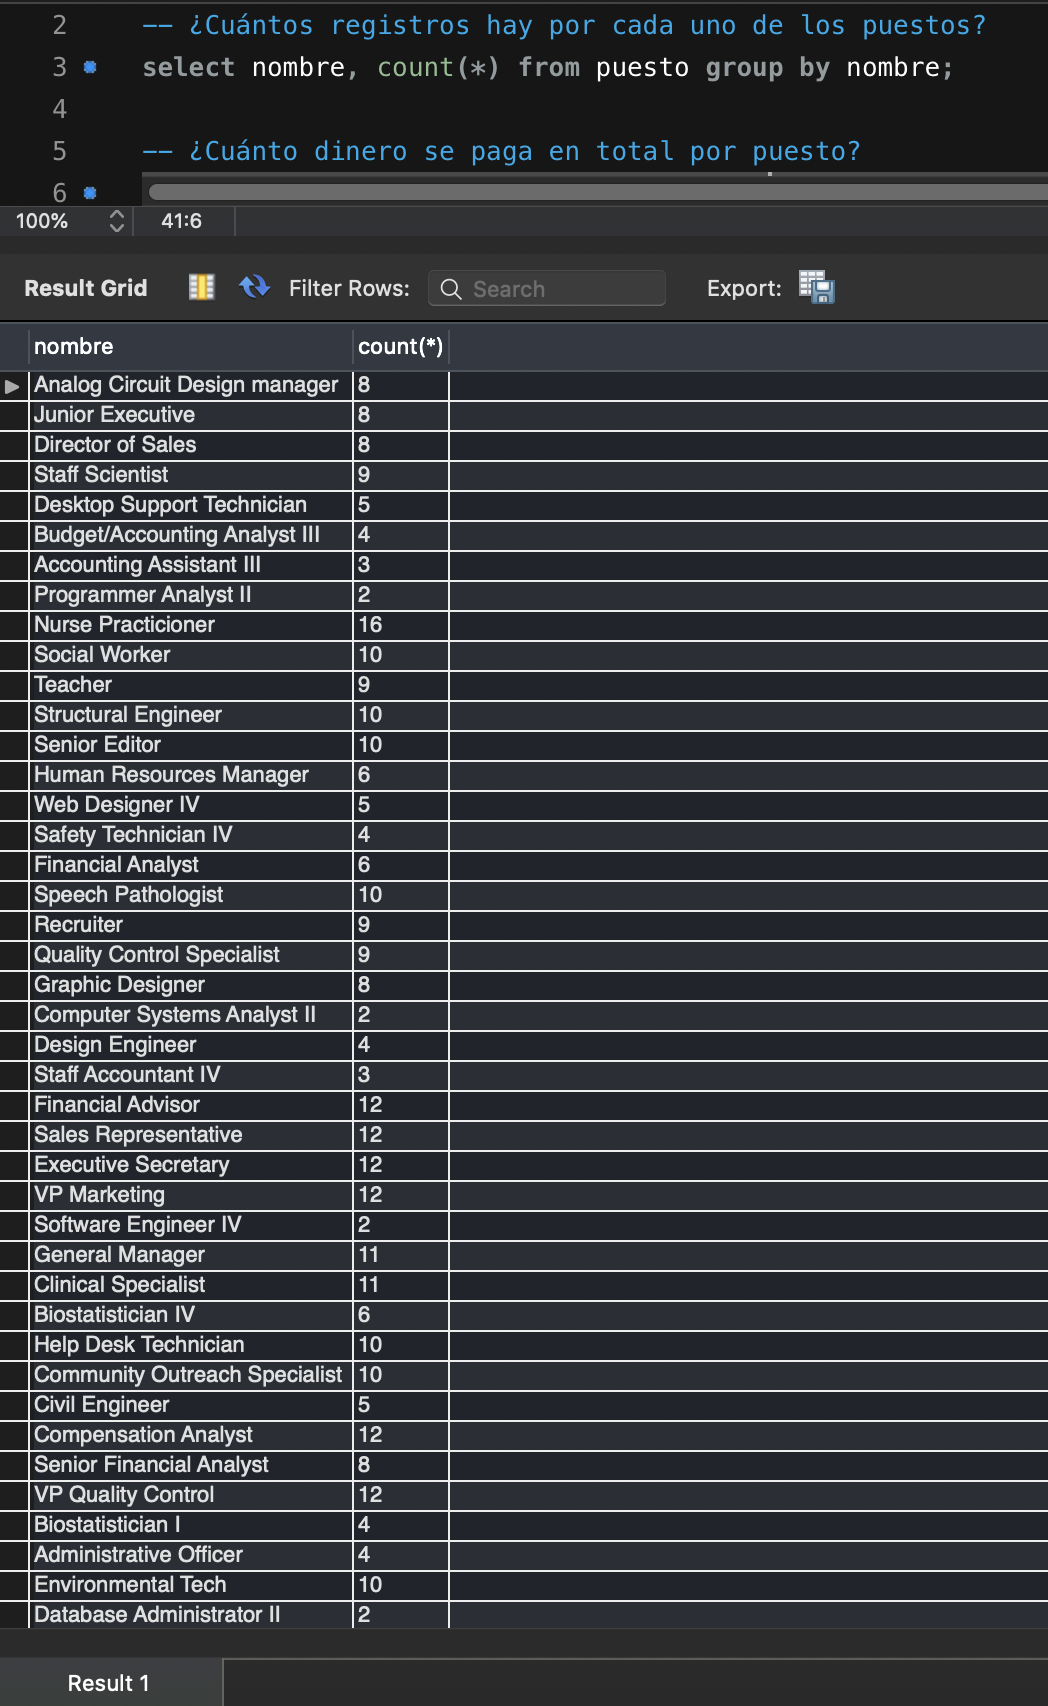 2 -- ¿Cuántos registros hay por cada uno de los puestos?
3 select nombre, count(*) from puesto group by nombre;
4
5 -- ¿Cuánto dinero se paga en total por puesto?
6
100% 41:6
Result Grid Filter Rows: Search Export:
nombre count(*)
Analog Circuit Design manager 8
Junior Executive 8
Director of Sales 8
Staff Scientist 9
Desktop Support Technician 5
Budget/Accounting Analyst III 4
Accounting Assistant III 3
Programmer Analyst II 2
Nurse Practicioner 16
Social Worker 10
Teacher 9
Structural Engineer 10
Senior Editor 10
Human Resources Manager 6
Web Designer IV 5
Safety Technician IV 4
Financial Analyst 6
Speech Pathologist 10
Recruiter 9
Quality Control Specialist 9
Graphic Designer 8
Computer Systems Analyst II 2
Design Engineer 4
Staff Accountant IV 3
Financial Advisor 12
Sales Representative 12
Executive Secretary 12
VP Marketing 12
Software Engineer IV 2
General Manager 11
Clinical Specialist 11
Biostatistician IV 6
Help Desk Technician 10
Community Outreach Specialist 10
Civil Engineer 5
Compensation Analyst 12
Senior Financial Analyst 8
VP Quality Control 12
Biostatistician I 4
Administrative Officer 4
Environmental Tech 10
Database Administrator II 2
Result 1